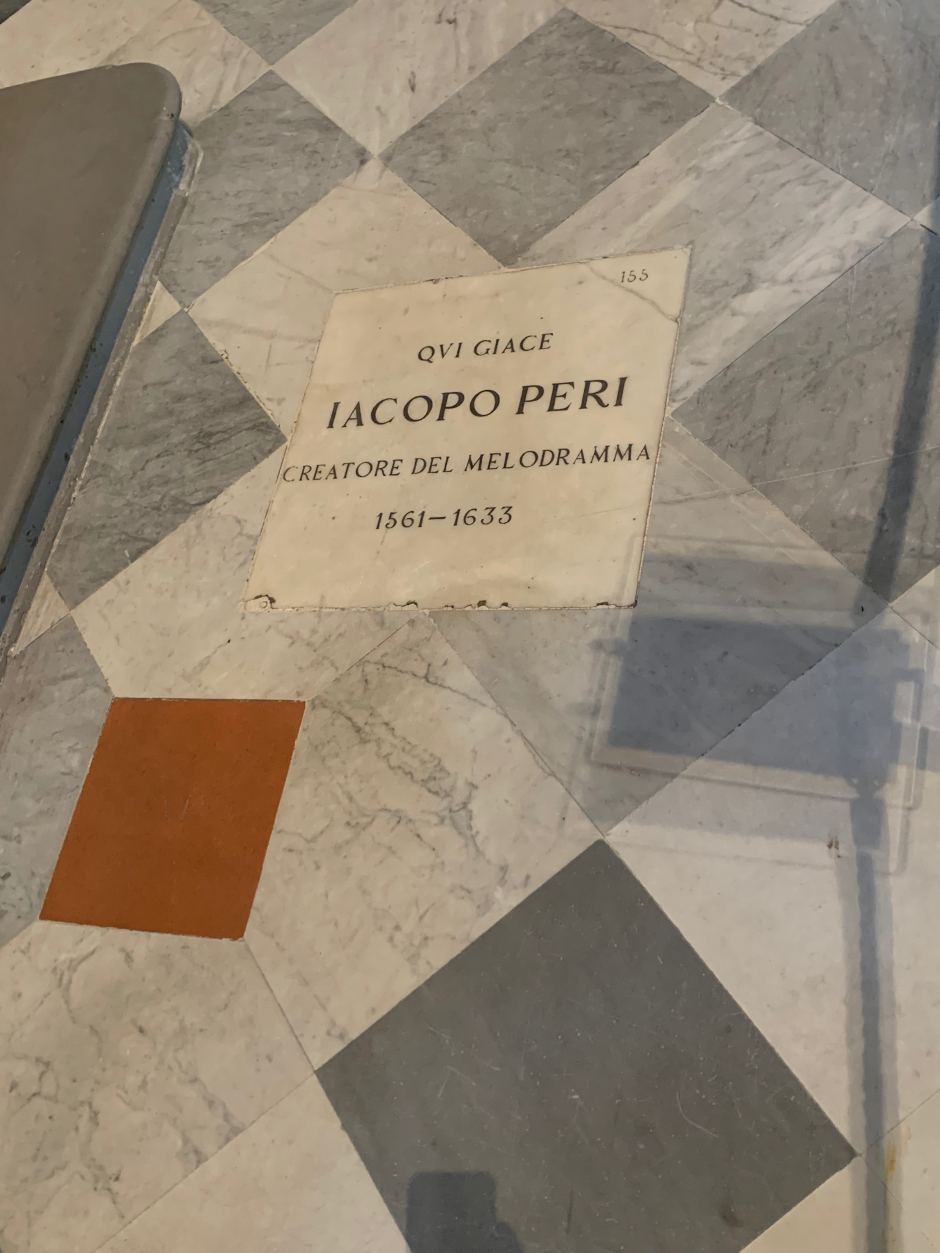 155
QVI GIACE
IACOPO PERI
CREATORE DEL MELODRAMMA
1561–1633